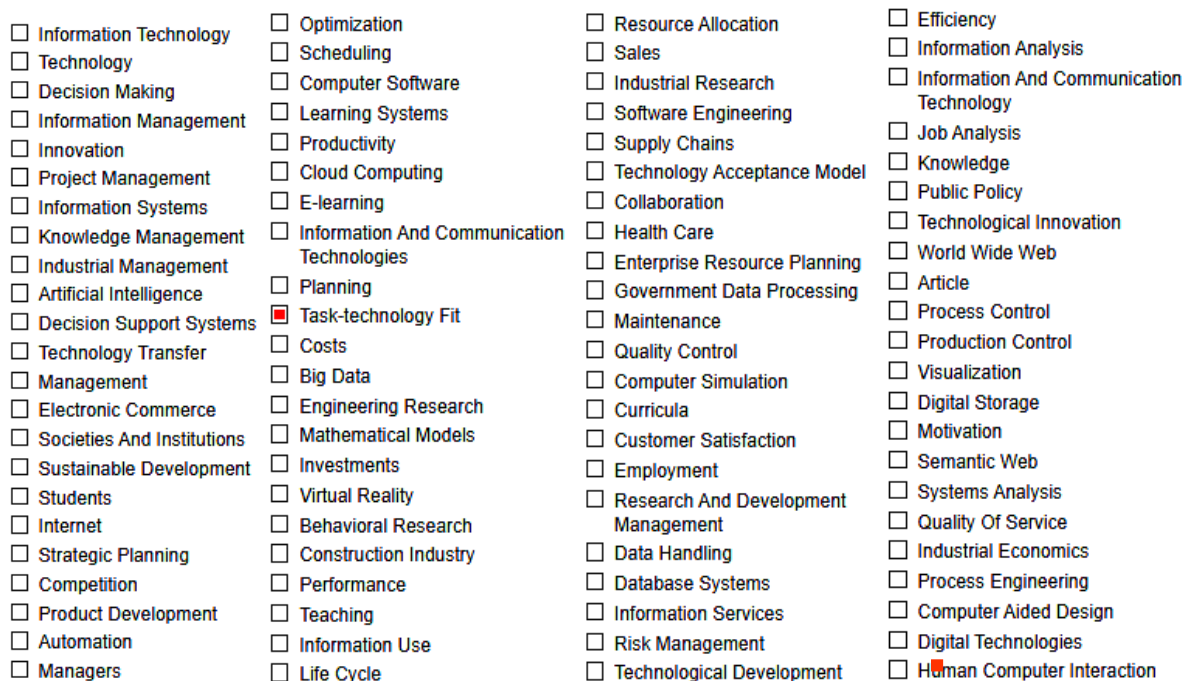 Information Technology
Technology
Decision Making
Information Management
Innovation
Project Management
Information Systems
Knowledge Management
Industrial Management
Artificial Intelligence
Decision Support Systems
Technology Transfer
Management
Electronic Commerce
Societies And Institutions
Sustainable Development
Students
Internet
Strategic Planning
Competition
Product Development
Automation
Managers
Optimization
Scheduling
Computer Software
Learning Systems
Productivity
Cloud Computing
E-learning
Information And Communication
Technologies
Planning
Task-technology Fit
Costs
Big Data
Engineering Research
Mathematical Models
Investments
Virtual Reality
Behavioral Research
Construction Industry
Performance
Teaching
Information Use
Life Cycle
Resource Allocation
Sales
Industrial Research
Software Engineering
Supply Chains
Technology Acceptance Model
Collaboration
Health Care
Enterprise Resource Planning
Government Data Processing
Maintenance
Quality Control
Computer Simulation
Curricula
Customer Satisfaction
Employment
Research And Development
Management
Data Handling
Database Systems
Information Services
Risk Management
Technological Development
Efficiency
Information Analysis
Information And Communication
Technology
Job Analysis
Knowledge
Public Policy
Technological Innovation
World Wide Web
Article
Process Control
Production Control
Visualization
Digital Storage
Motivation
Semantic Web
Systems Analysis
Quality Of Service
Industrial Economics
Process Engineering
Computer Aided Design
Digital Technologies
Human Computer Interaction